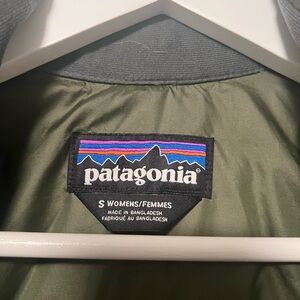 patagonia®
S WOMENS/FEMMES
MADE IN BANGLADESH
FABRIQUÉ AU BANGLADESH